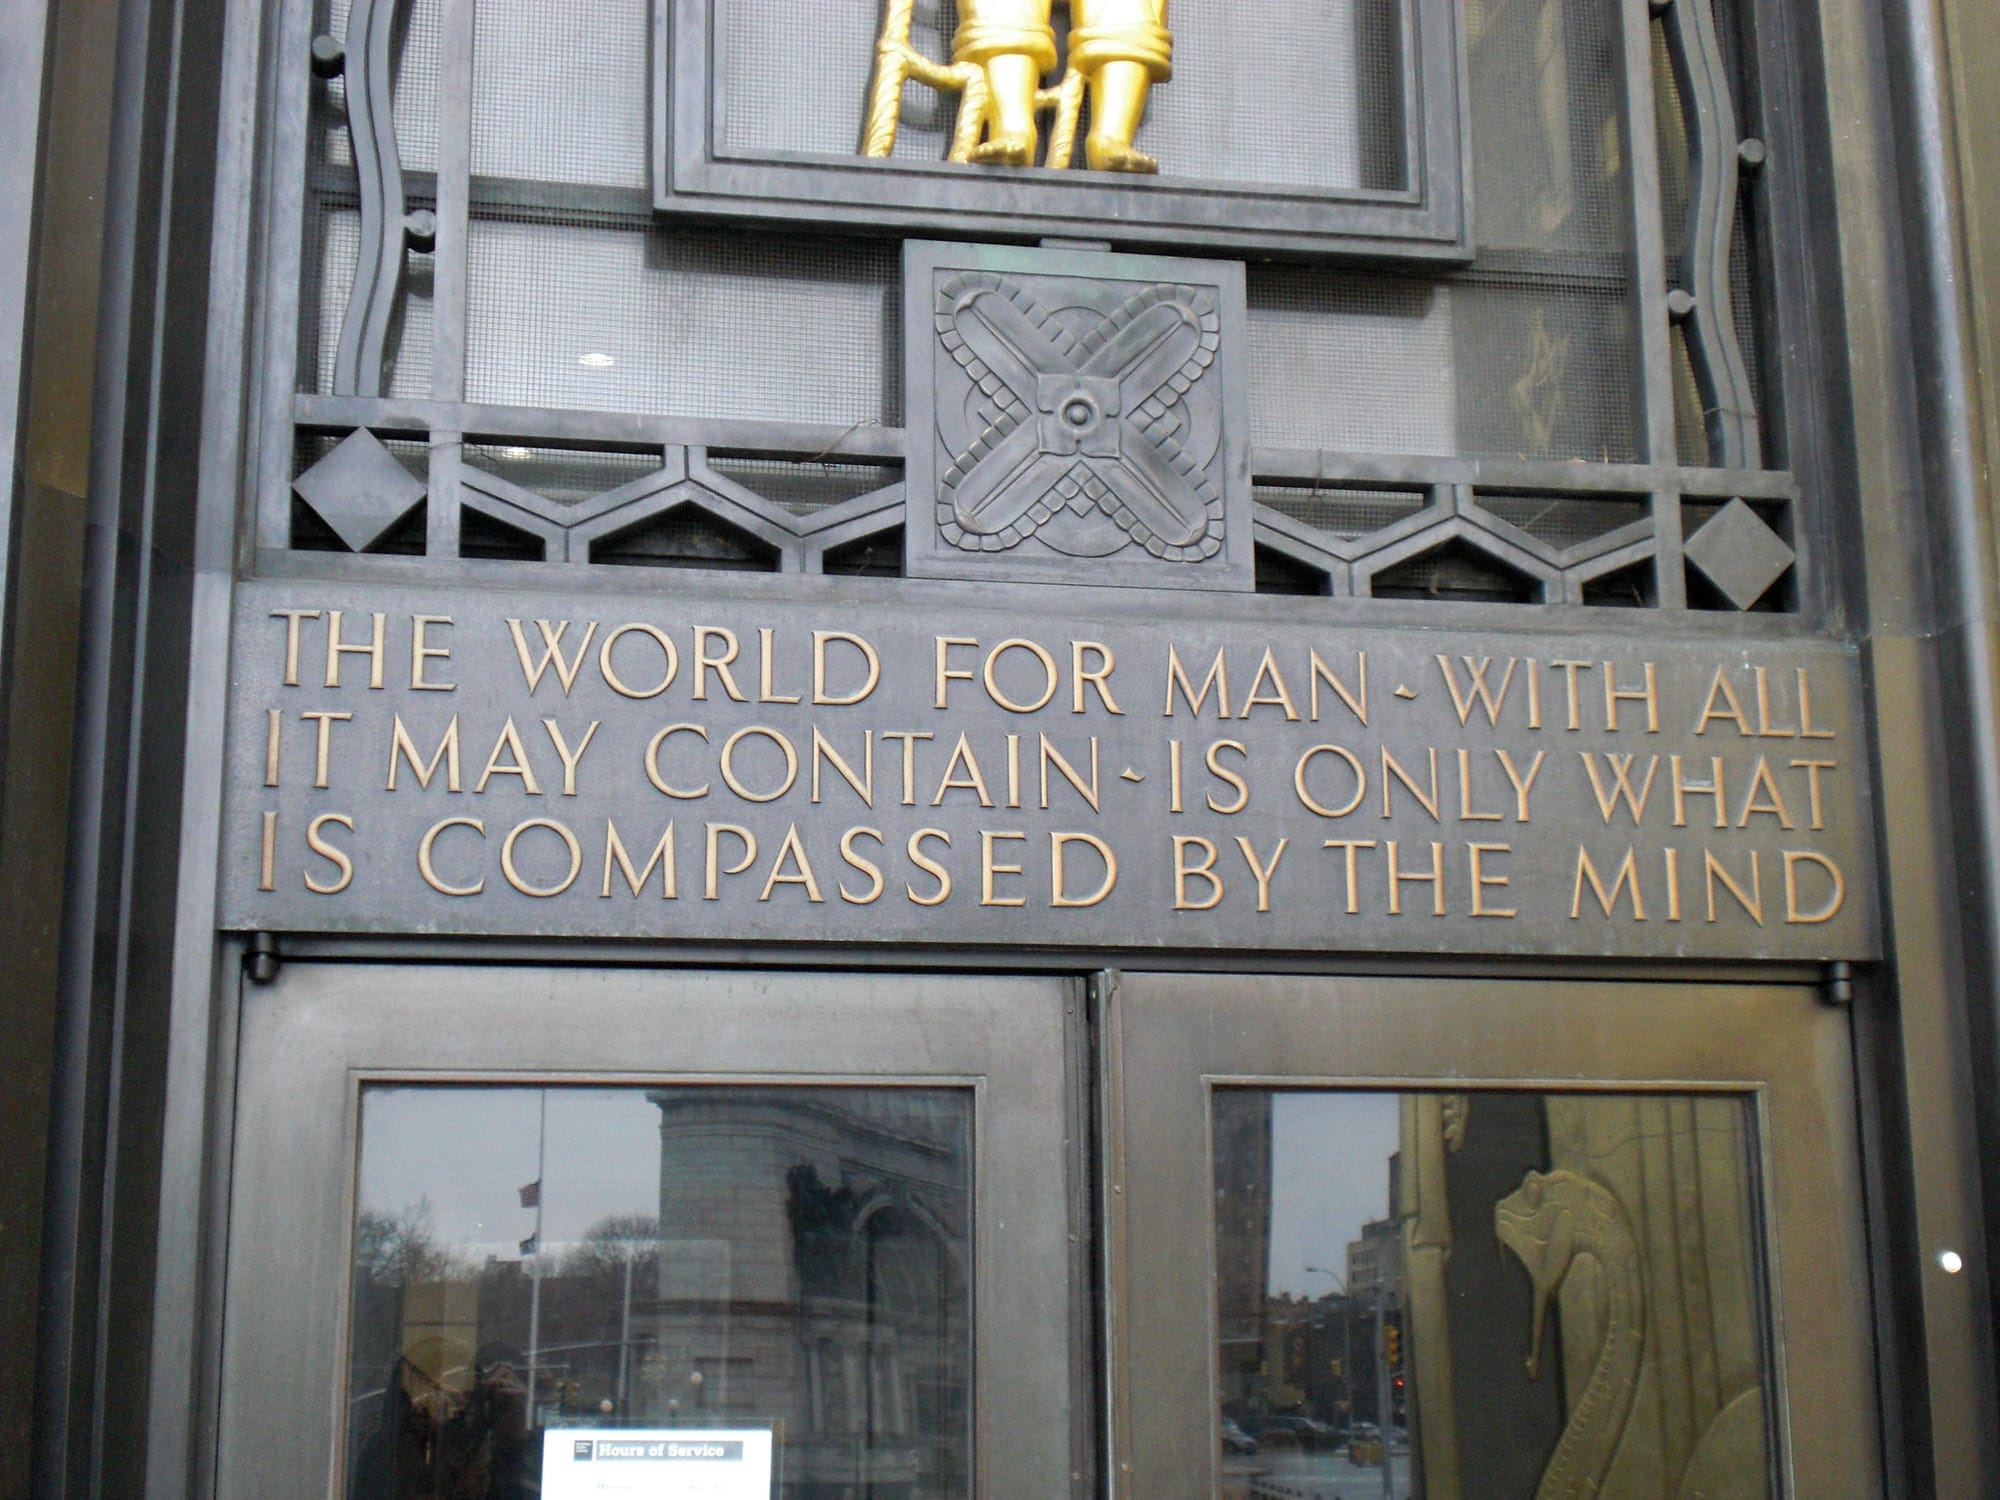 THE WORLD FOR MAN - WITH ALL
IT MAY CONTAIN - IS ONLY WHAT
IS COMPASSED BY THE MIND
Hours of Service